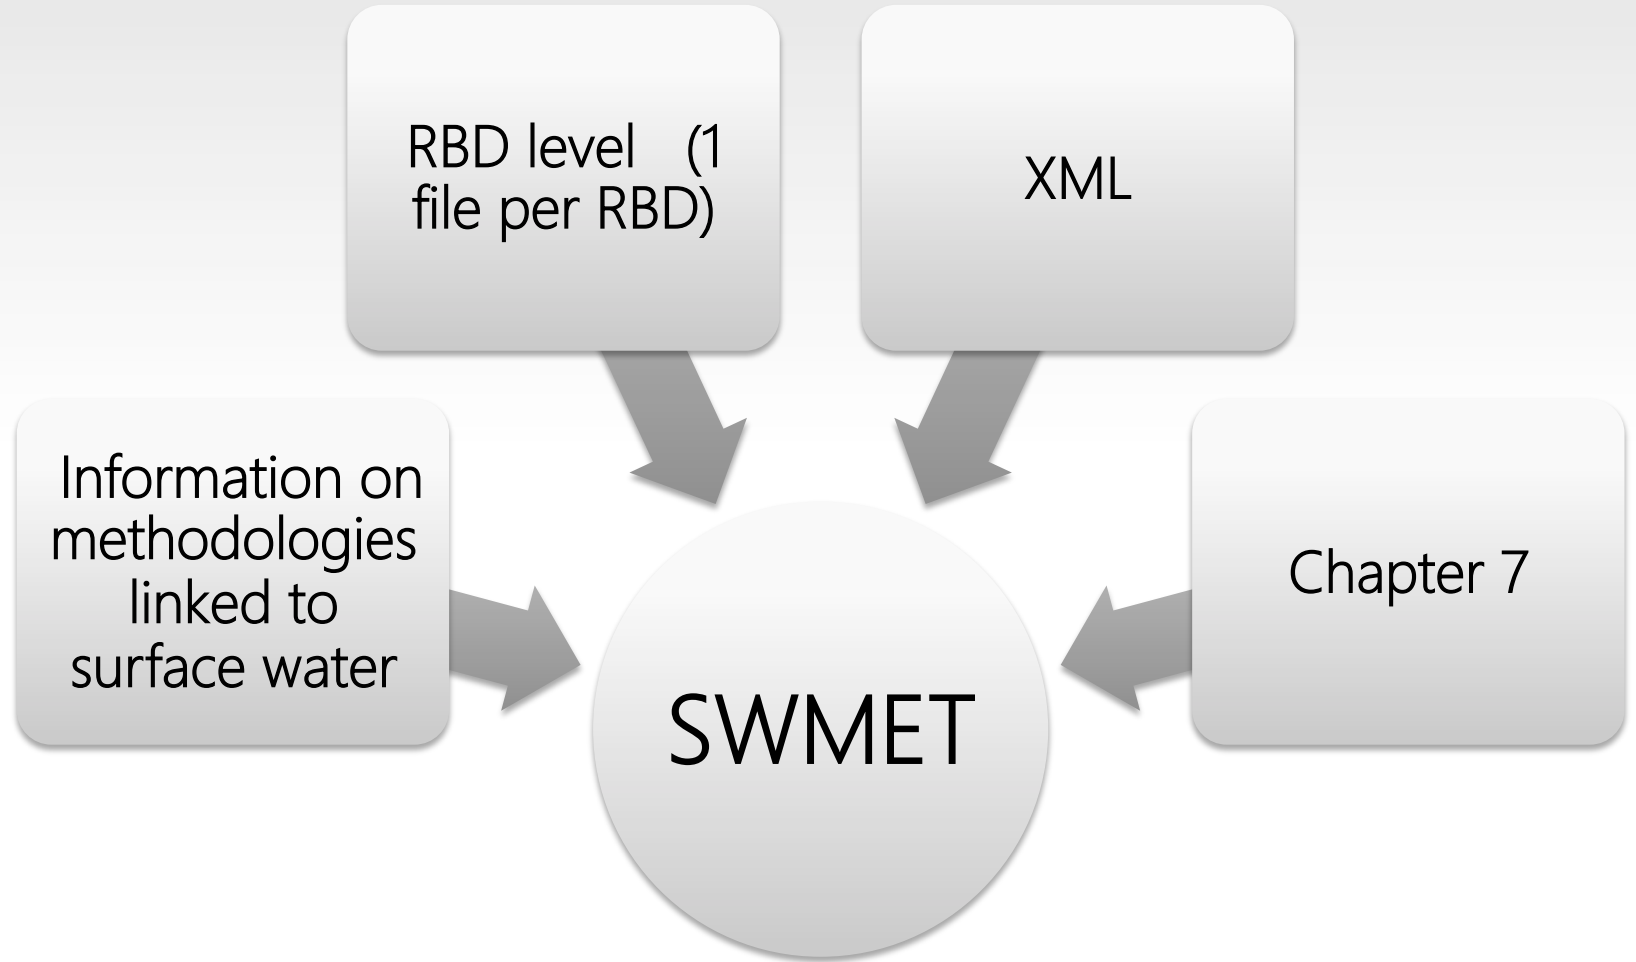 RBD level (1
file per RBD)
XML
Information on
methodologies
linked to
surface water
Chapter 7
SWMET